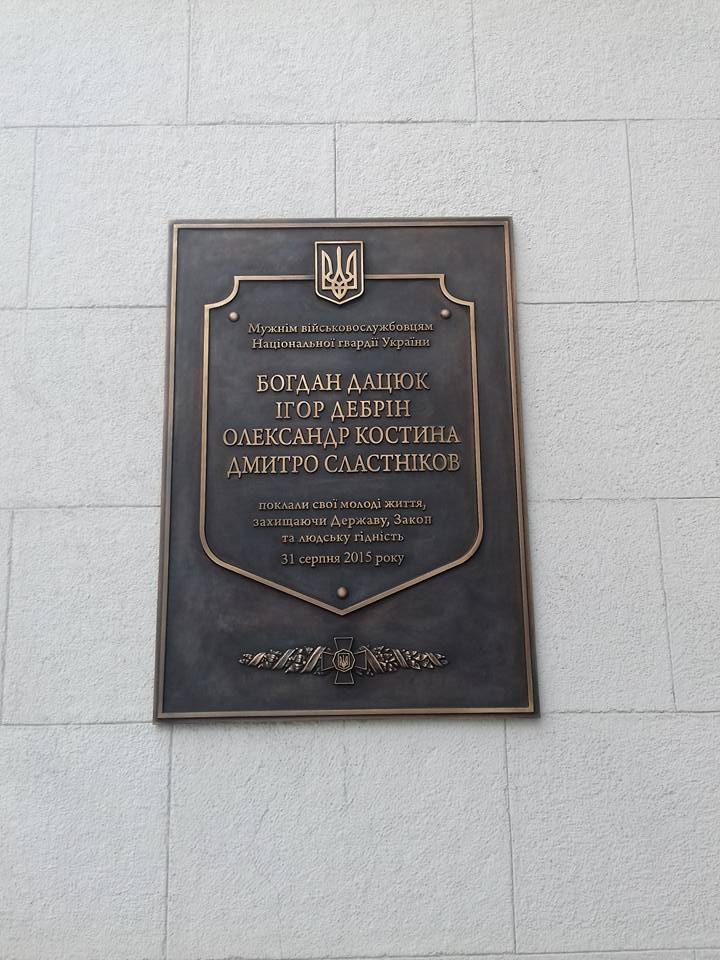 Мужнім військовослужбовцям
Національної гвардії України
БОГДАН ДАЦЮК
ІГОР ДЕБРІН
ОЛЕКСАНДР КОСТИНА
ДМИТРО СЛАСТНІКОВ
поклали свої молоді життя,
захищаючи Державу, Закон
та людську гідність
31 серпня 2015 року